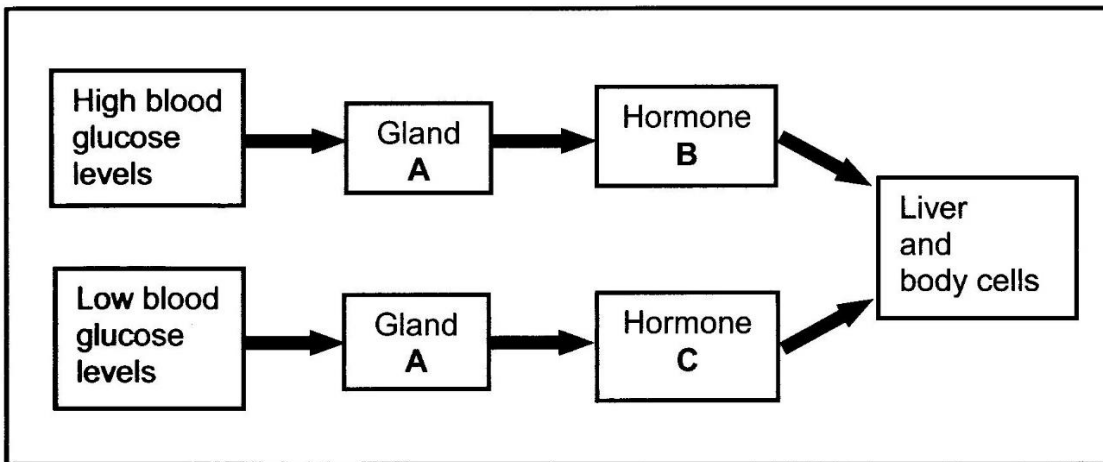 High blood
glucose
levels
Gland
A
Hormone
B
Liver
and
body cells
Low blood
glucose
levels
Gland
A
Hormone
C